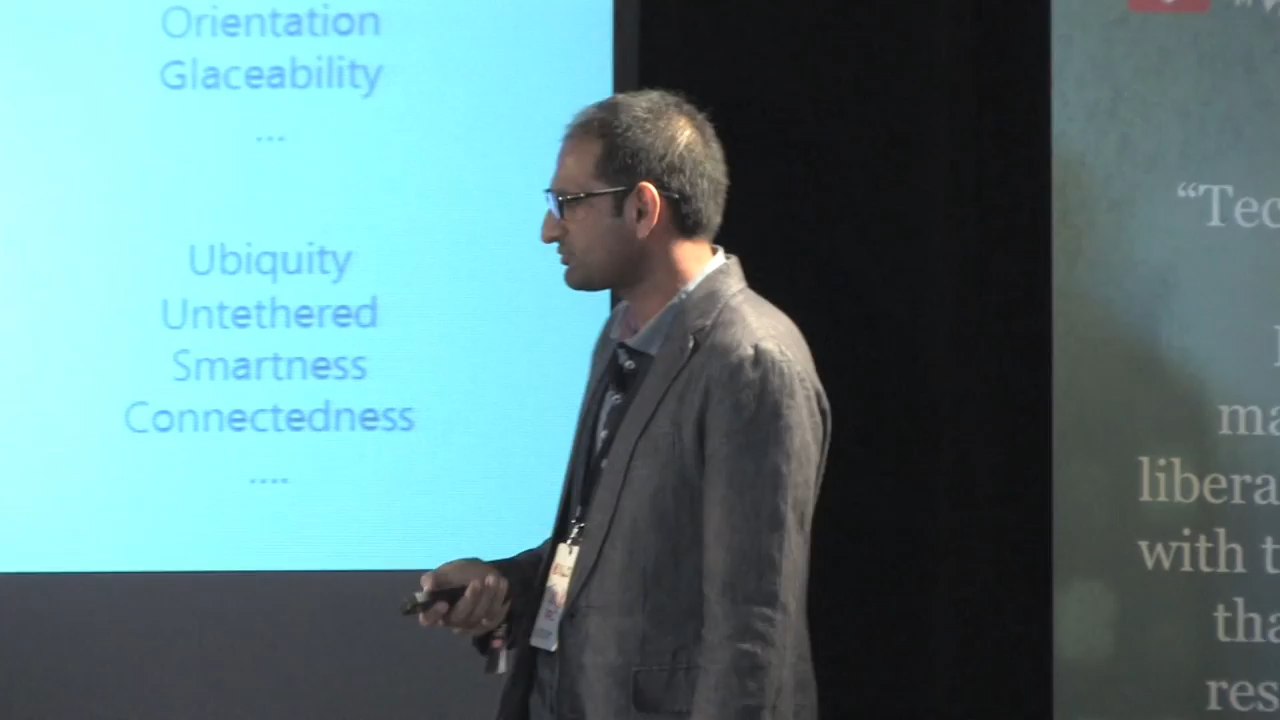 Orientation
Glaceability
...
Ubiquity
Untethered
Smartness
Connectedness
....
“Tec
ma
libera
with t
tha
res